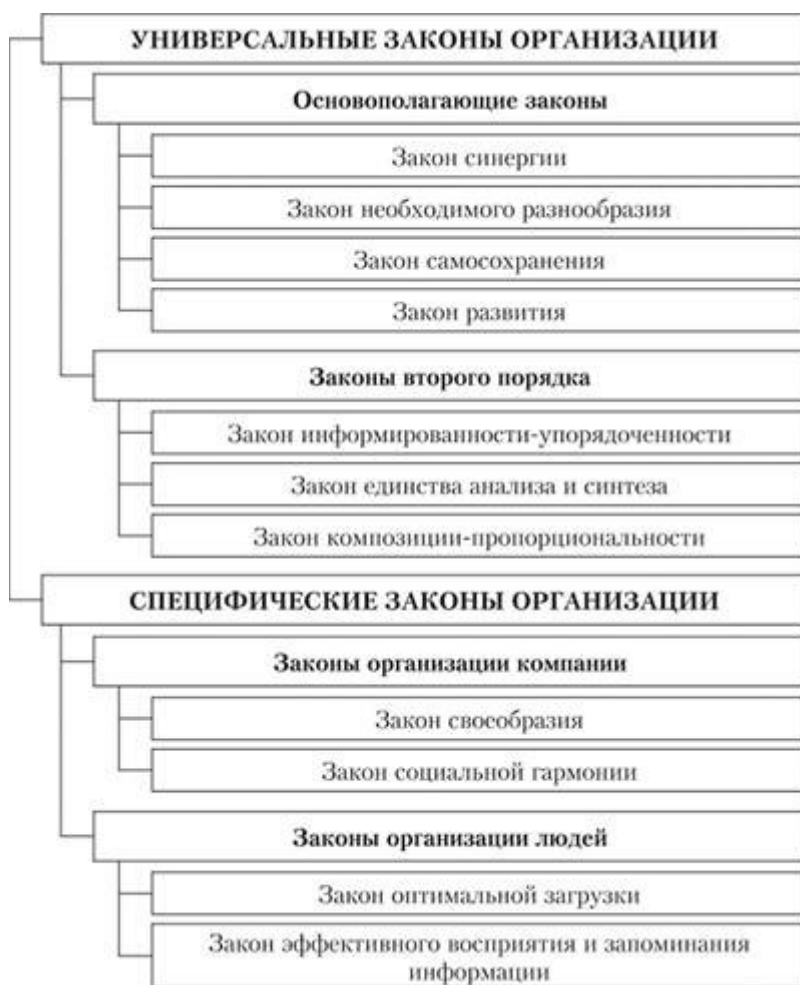 УНИВЕРСАЛЬНЫЕ ЗАКОНЫ ОРГАНИЗАЦИИ
Основополагающие законы
Закон синергии
Закон необходимого разнообразия
Закон самосохранения
Закон развития
Законы второго порядка
Закон информированности-упорядоченности
Закон единства анализа и синтеза
Закон композиции-пропорциональности
СПЕЦИФИЧЕСКИЕ ЗАКОНЫ ОРГАНИЗАЦИИ
Законы организации компании
Закон своеобразия
Закон социальной гармонии
Законы организации людей
Закон оптимальной загрузки
Закон эффективного восприятия и запоминания
информации